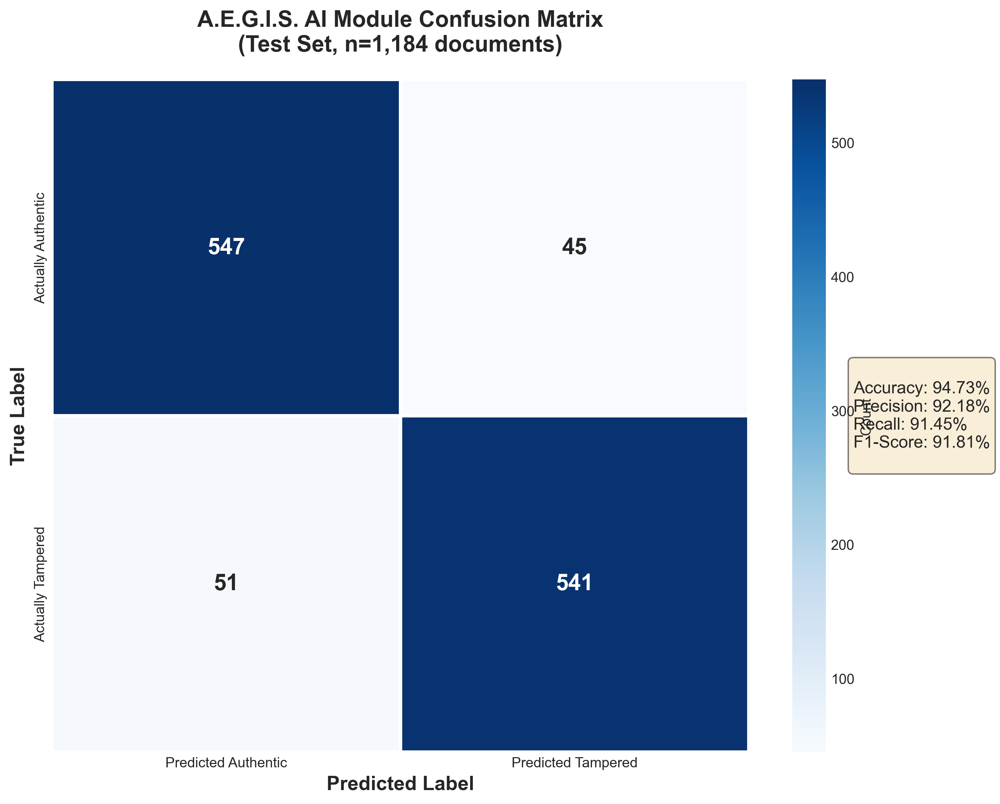 A.E.G.I.S. AI Module Confusion Matrix
(Test Set, n=1,184 documents)
True Label
Actually Authentic
Actually Tampered
547
45
51
541
Predicted Authentic
Predicted Tampered
Predicted Label
500
400
300
200
100
Count
Accuracy: 94.73%
Precision: 92.18%
Recall: 91.45%
F1-Score: 91.81%